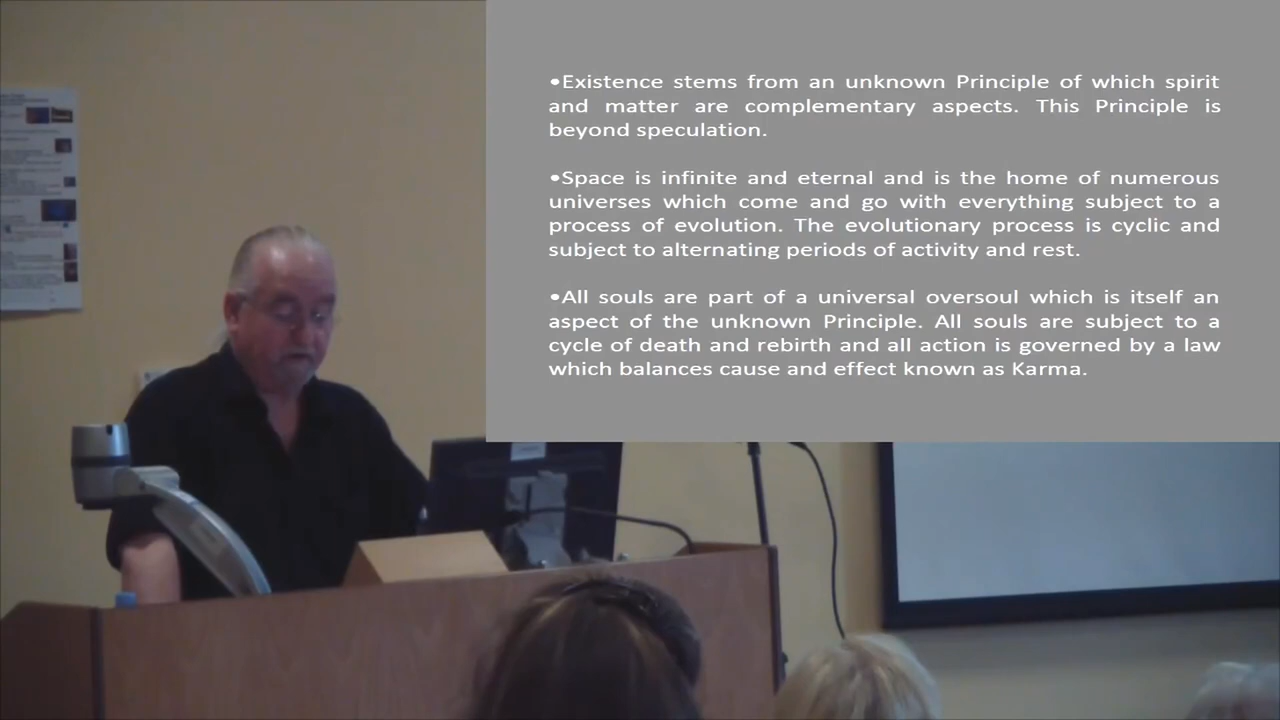 •Existence stems from an unknown Principle of which spirit
and matter are complementary aspects. This Principle is
beyond speculation.
•Space is infinite and eternal and is the home of numerous
universes which come and go with everything subject to a
process of evolution. The evolutionary process is cyclic and
subject to alternating periods of activity and rest.
•All souls are part of a universal oversoul which is itself an
aspect of the unknown Principle. All souls are subject to a
cycle of death and rebirth and all action is governed by a law
which balances cause and effect known as Karma.